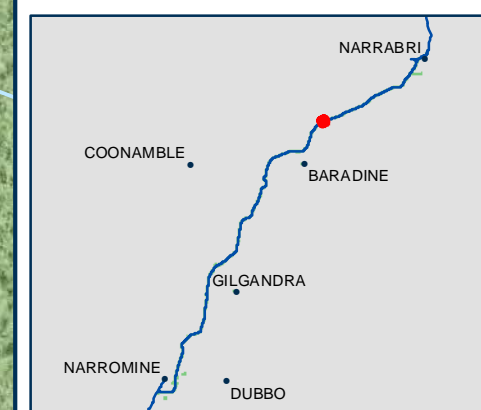 NARRABRI
COONAMBLE
BARADINE
GILGANDRA
NARROMINE
DUBBO